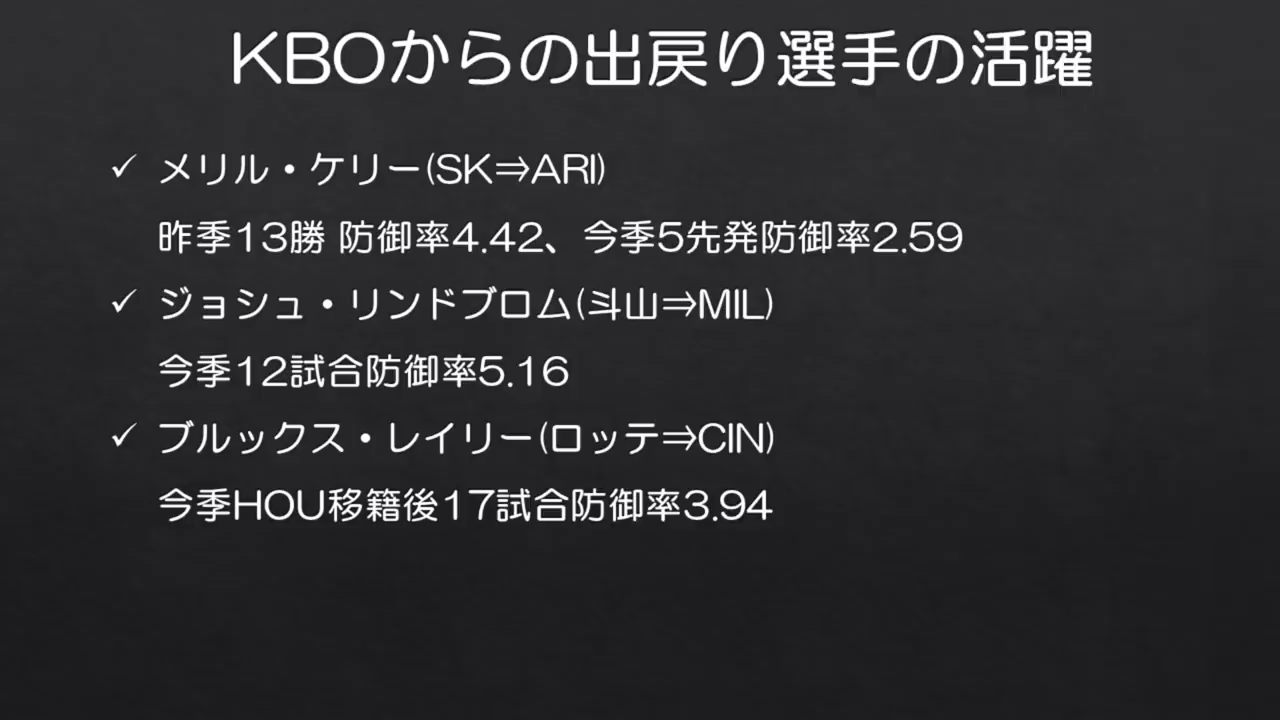 KBOからの出戻り選手の活躍
✓ メリル・ケリー(SK⇒ARI)
昨季13勝 防御率4.42、今季5先発防御率2.59
✓ ジョシュ・リンドブロム(斗山⇒MIL)
今季12試合防御率5.16
✓ ブルックス・レイリー(ロッテ⇒CIN)
今季HOU移籍後17試合防御率3.94